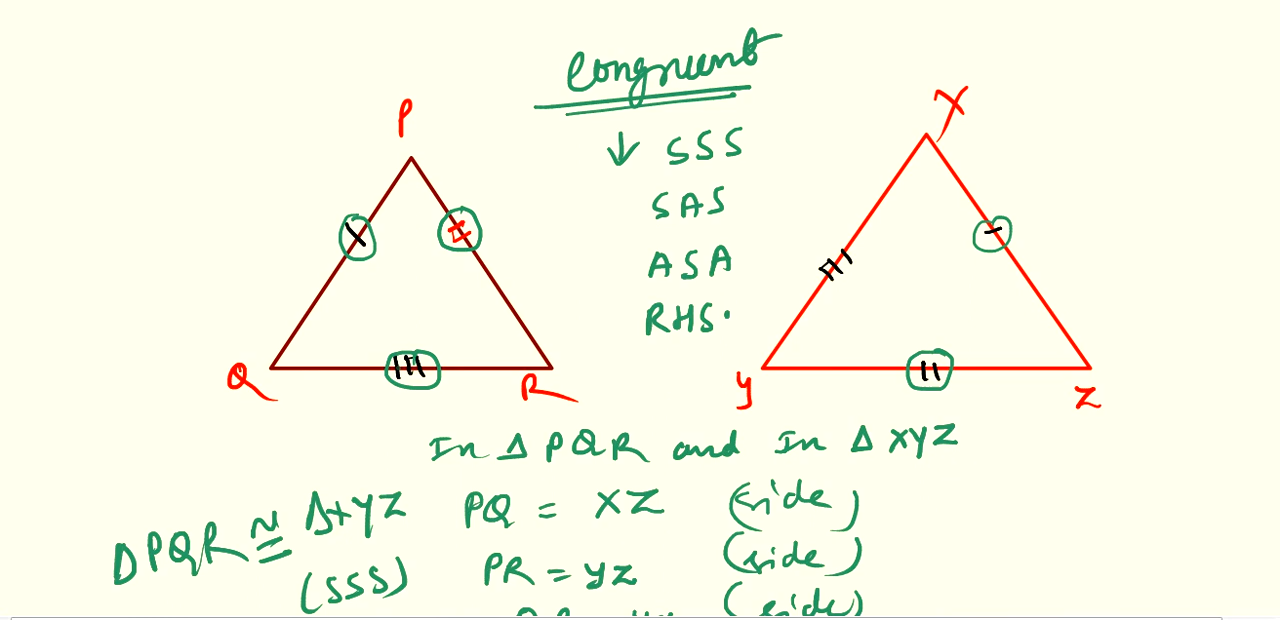 Congruent
P
X
↓ SSS
SAS
ASA
RHS.
Q
R
Y
Z
In Δ PQR and In Δ XYZ
PQ = XZ (side)
ΔPQR ≅ ΔXYZ
PR = YZ (side)
(SSS)
(side)